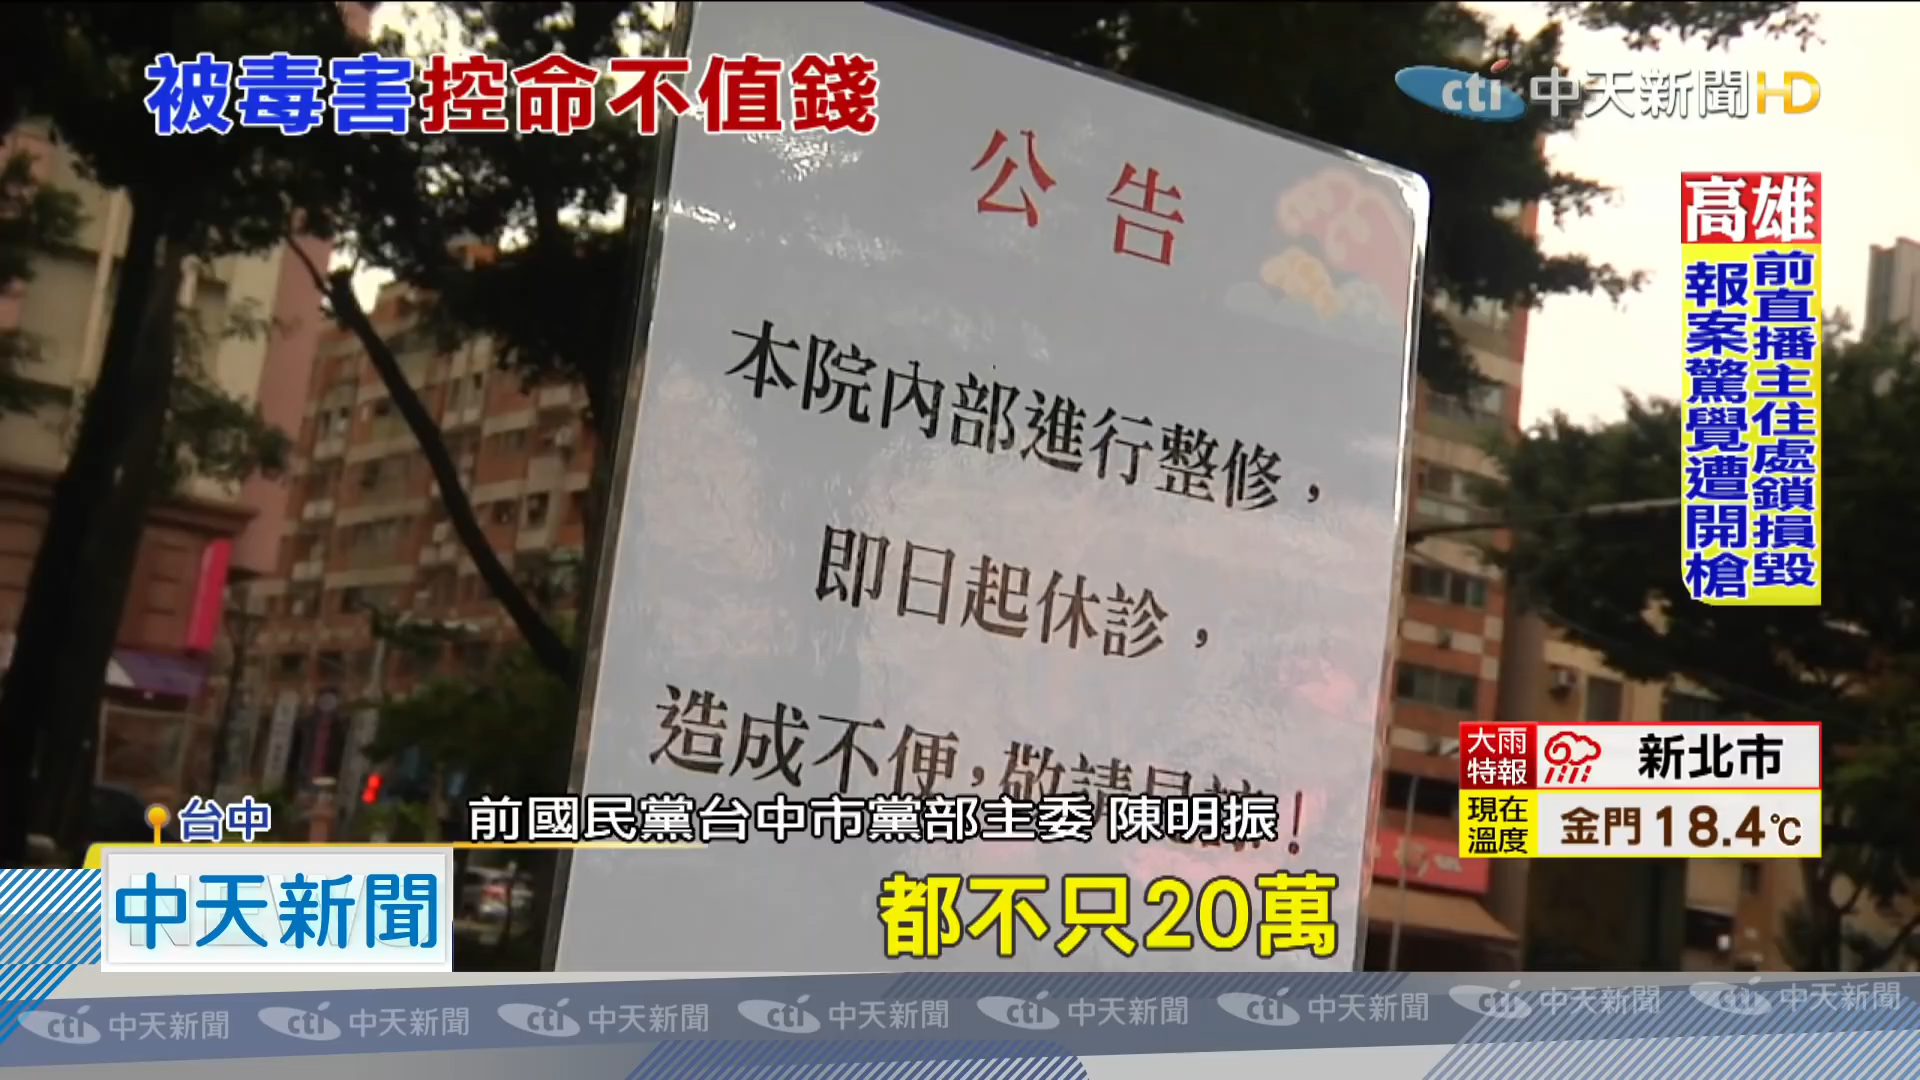 被毒害控命不值錢
cti 中天新聞HD
公告
本院內部進行整修，
即日起休診，
造成不便，敬請見諒！
高雄
前直播主住處鎖損毀
報案驚覺遭開槍
大雨特報
新北市
現在溫度
金門18.4℃
台中
前國民黨台中市黨部主委 陳明振
中天新聞
都不只20萬
cti 中天新聞 cti 中天新聞 cti 中天新聞 cti 中天新聞 cti 中天新聞 cti 中天新聞 cti 中天新聞 cti 中天新聞